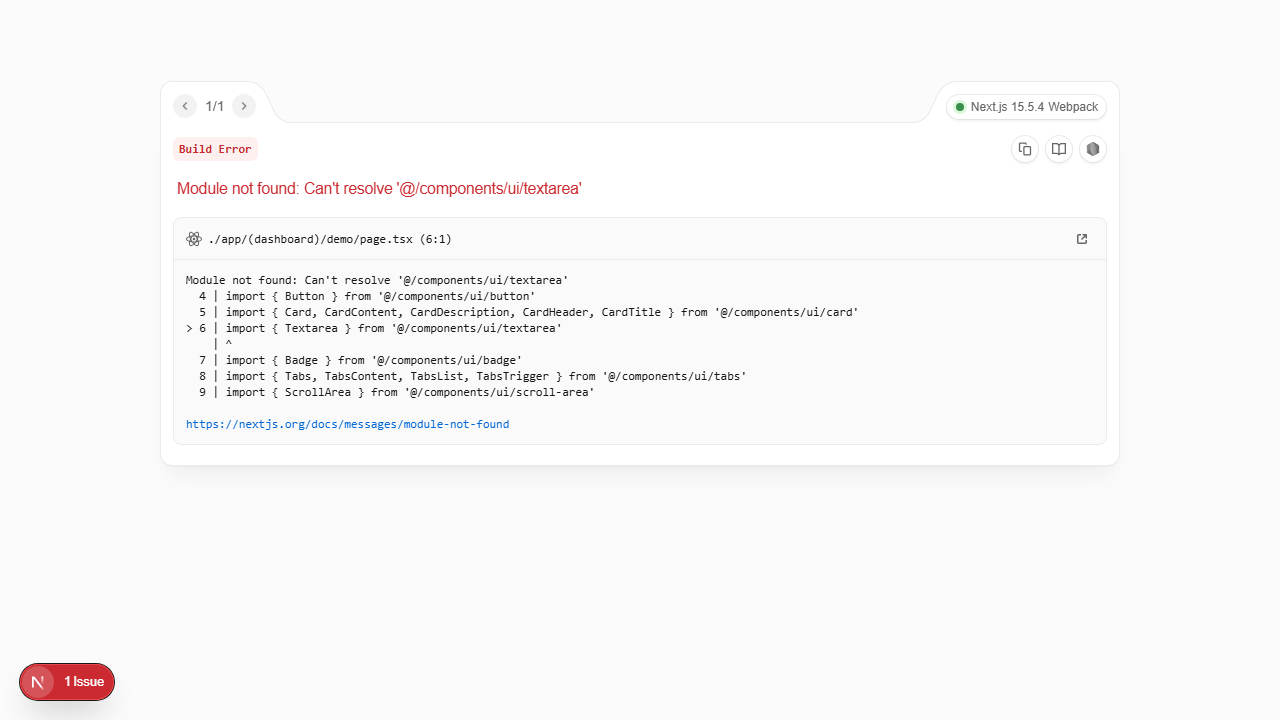 1/1
Next.js 15.5.4 Webpack
Build Error
Module not found: Can't resolve '@/components/ui/textarea'
./app/(dashboard)/demo/page.tsx (6:1)
Module not found: Can't resolve '@/components/ui/textarea'
  4 | import { Button } from '@/components/ui/button'
  5 | import { Card, CardContent, CardDescription, CardHeader, CardTitle } from '@/components/ui/card'
> 6 | import { Textarea } from '@/components/ui/textarea'
    | ^
  7 | import { Badge } from '@/components/ui/badge'
  8 | import { Tabs, TabsContent, TabsList, TabsTrigger } from '@/components/ui/tabs'
  9 | import { ScrollArea } from '@/components/ui/scroll-area'
https://nextjs.org/docs/messages/module-not-found
N 1 Issue